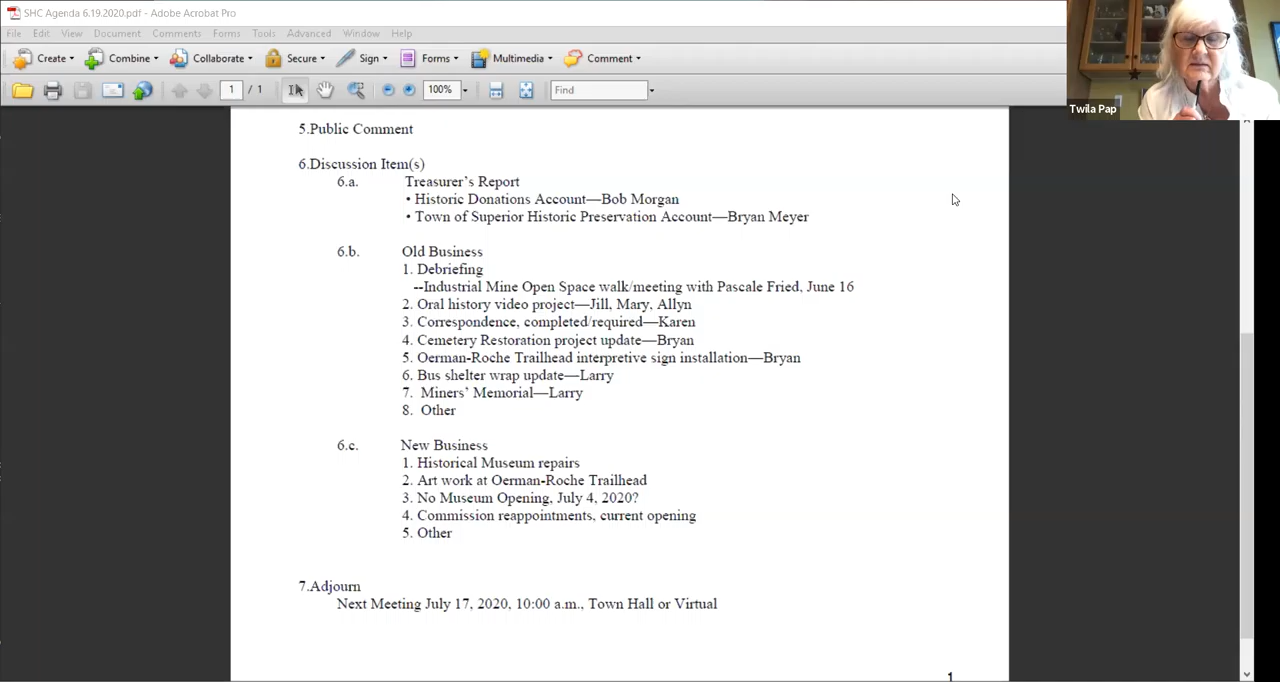 SHC Agenda 6.19.2020.pdf - Adobe Acrobat Pro
File Edit View Document Comments Forms Tools Advanced Window Help
Create Combine Collaborate Secure Sign Forms Multimedia Comment
1 / 1 100% Find
Twila Pap
5.Public Comment
6.Discussion Item(s)
6.a. Treasurer's Report
• Historic Donations Account—Bob Morgan
• Town of Superior Historic Preservation Account—Bryan Meyer
6.b. Old Business
1. Debriefing
--Industrial Mine Open Space walk/meeting with Pascale Fried, June 16
2. Oral history video project—Jill, Mary, Allyn
3. Correspondence, completed/required—Karen
4. Cemetery Restoration project update—Bryan
5. Oerman-Roche Trailhead interpretive sign installation—Bryan
6. Bus shelter wrap update—Larry
7. Miners' Memorial—Larry
8. Other
6.c. New Business
1. Historical Museum repairs
2. Art work at Oerman-Roche Trailhead
3. No Museum Opening, July 4, 2020?
4. Commission reappointments, current opening
5. Other
7.Adjourn
Next Meeting July 17, 2020, 10:00 a.m., Town Hall or Virtual
1